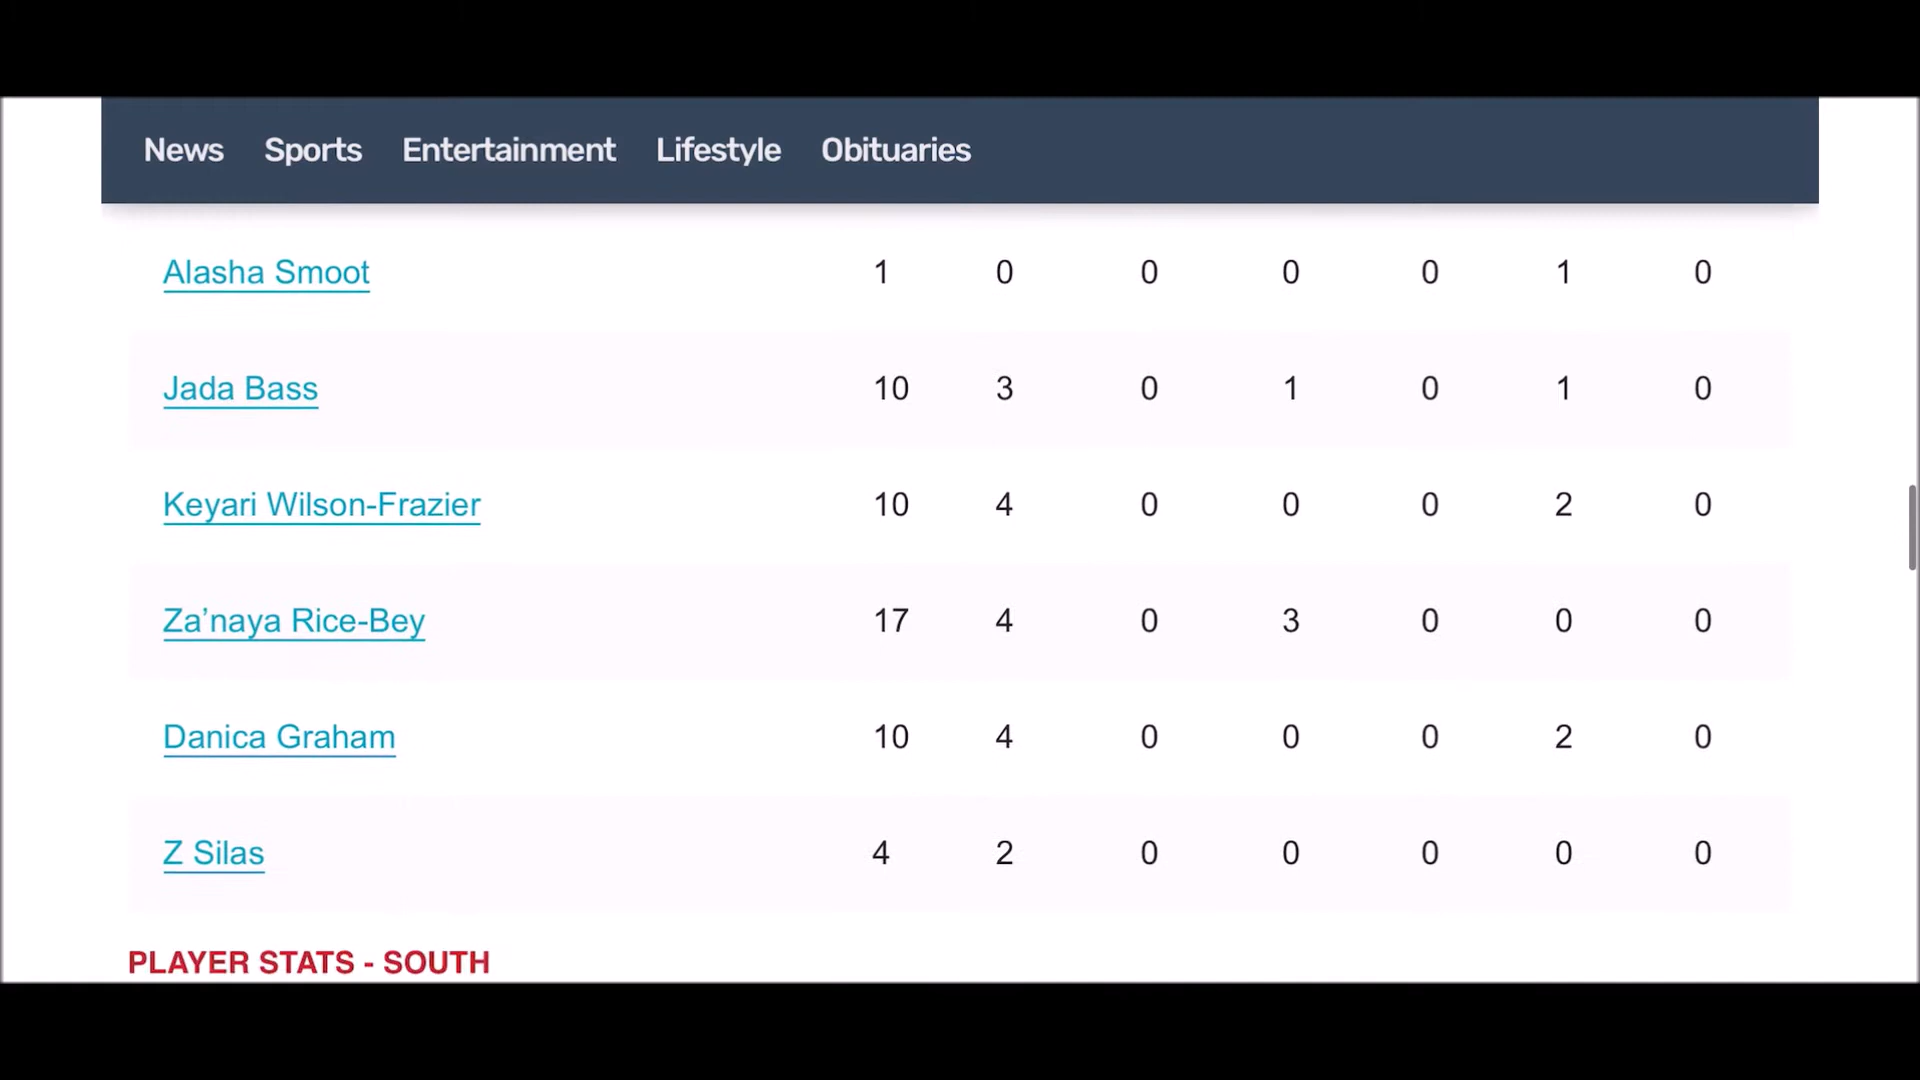 News Sports Entertainment Lifestyle Obituaries
Alasha Smoot 1 0 0 0 0 1 0
Jada Bass 10 3 0 1 0 1 0
Keyari Wilson-Frazier 10 4 0 0 0 2 0
Za’naya Rice-Bey 17 4 0 3 0 0 0
Danica Graham 10 4 0 0 0 2 0
Z Silas 4 2 0 0 0 0 0
PLAYER STATS - SOUTH